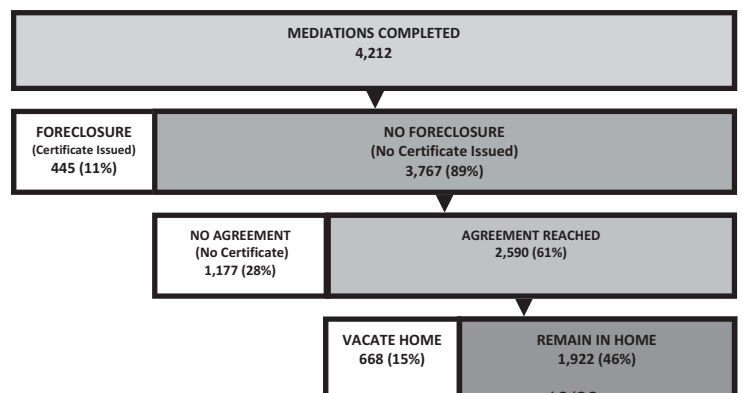 MEDIATIONS COMPLETED
4,212
FORECLOSURE
(Certificate Issued)
445 (11%)
NO FORECLOSURE
(No Certificate Issued)
3,767 (89%)
NO AGREEMENT
(No Certificate)
1,177 (28%)
AGREEMENT REACHED
2,590 (61%)
VACATE HOME
668 (15%)
REMAIN IN HOME
1,922 (46%)